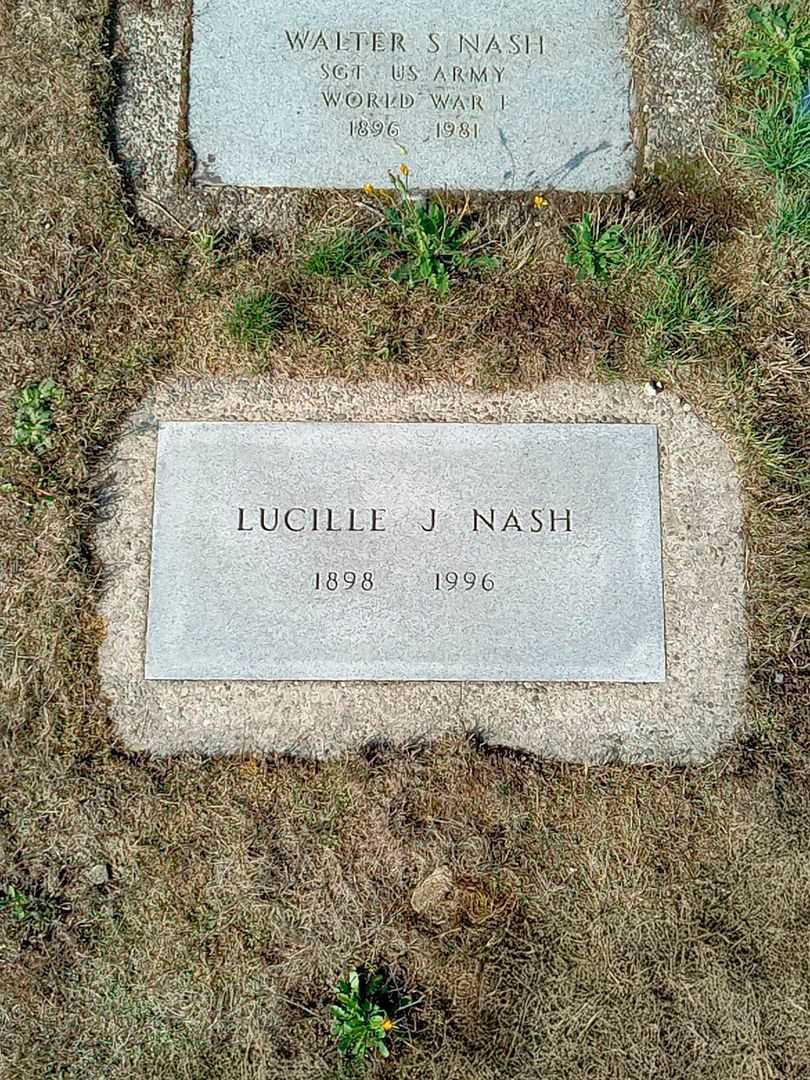 WALTER S NASH
SGT US ARMY
WORLD WAR I
1896 1981
LUCILLE J NASH
1898 1996